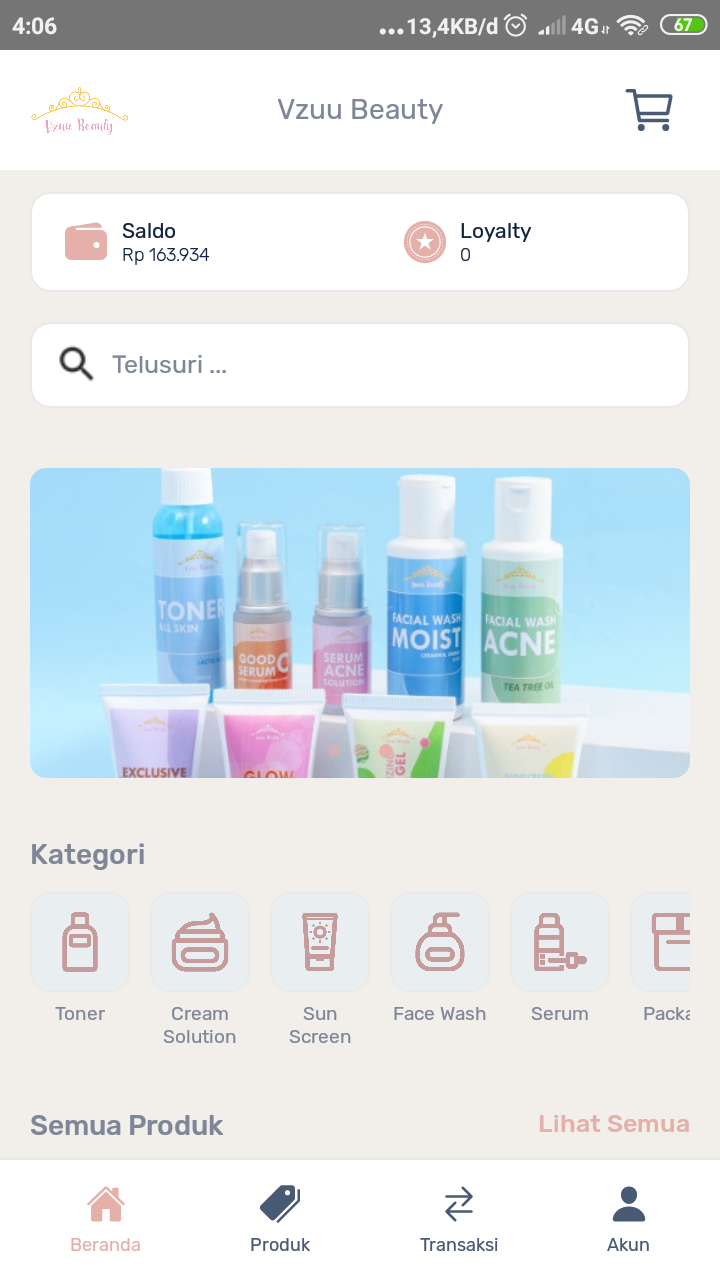 4:06
...13,4KB/d
4G
67
Vzuu Beauty
Vzuu Beauty
Saldo
Rp 163.934
Loyalty
0
Telusuri ...
TONER
ALL SKIN
GOOD C
SERUM
SERUM
ACNE
SOLUTION
FACIAL WASH
MOIST
FACIAL WASH
ACNE
TEA TREE OIL
EXCLUSIVE
GLOW
GEL
SUNSCREEN
Kategori
Toner
Cream
Solution
Sun
Screen
Face Wash
Serum
Packa
Semua Produk
Lihat Semua
Beranda
Produk
Transaksi
Akun